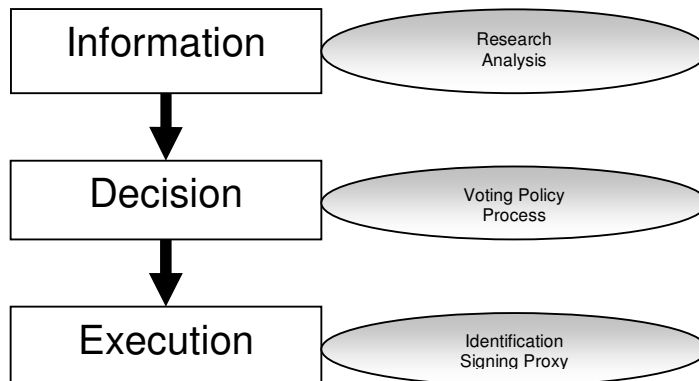 Information
Research
Analysis
Decision
Voting Policy
Process
Execution
Identification
Signing Proxy